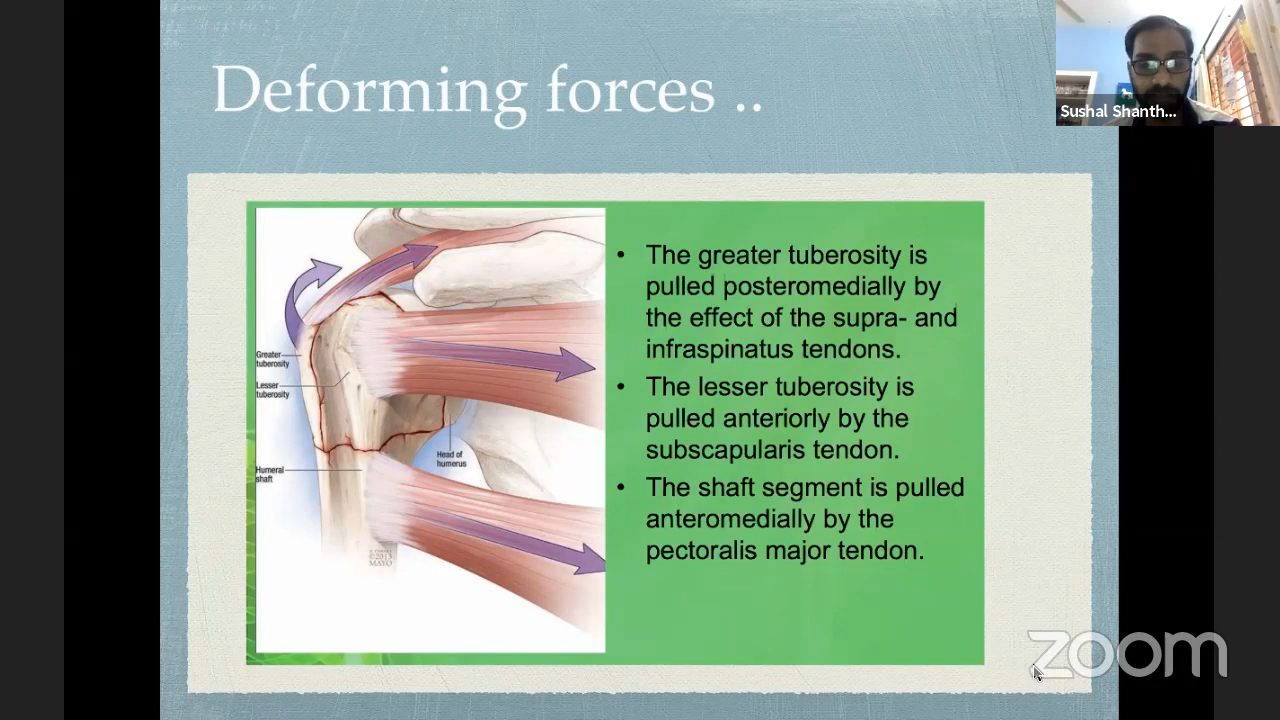 Deforming forces ..
Sushal Shanth...
• The greater tuberosity is
pulled posteromedially by
the effect of the supra- and
infraspinatus tendons.
• The lesser tuberosity is
pulled anteriorly by the
subscapularis tendon.
• The shaft segment is pulled
anteromedially by the
pectoralis major tendon.
Greater
tuberosity
Lesser
tuberosity
Head of
humerus
Humeral
shaft
©2013
MAYO
zoom